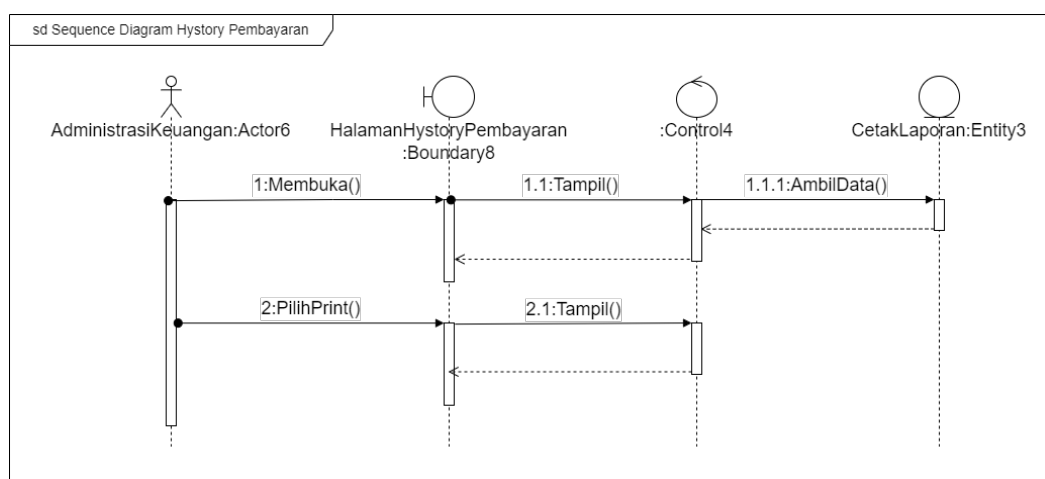 sd Sequence Diagram Hystory Pembayaran
AdministrasiKeuangan:Actor6
HalamanHystoryPembayaran
:Boundary8
:Control4
CetakLaporan:Entity3
1:Membuka()
1.1:Tampil()
1.1.1:AmbilData()
2:PilihPrint()
2.1:Tampil()